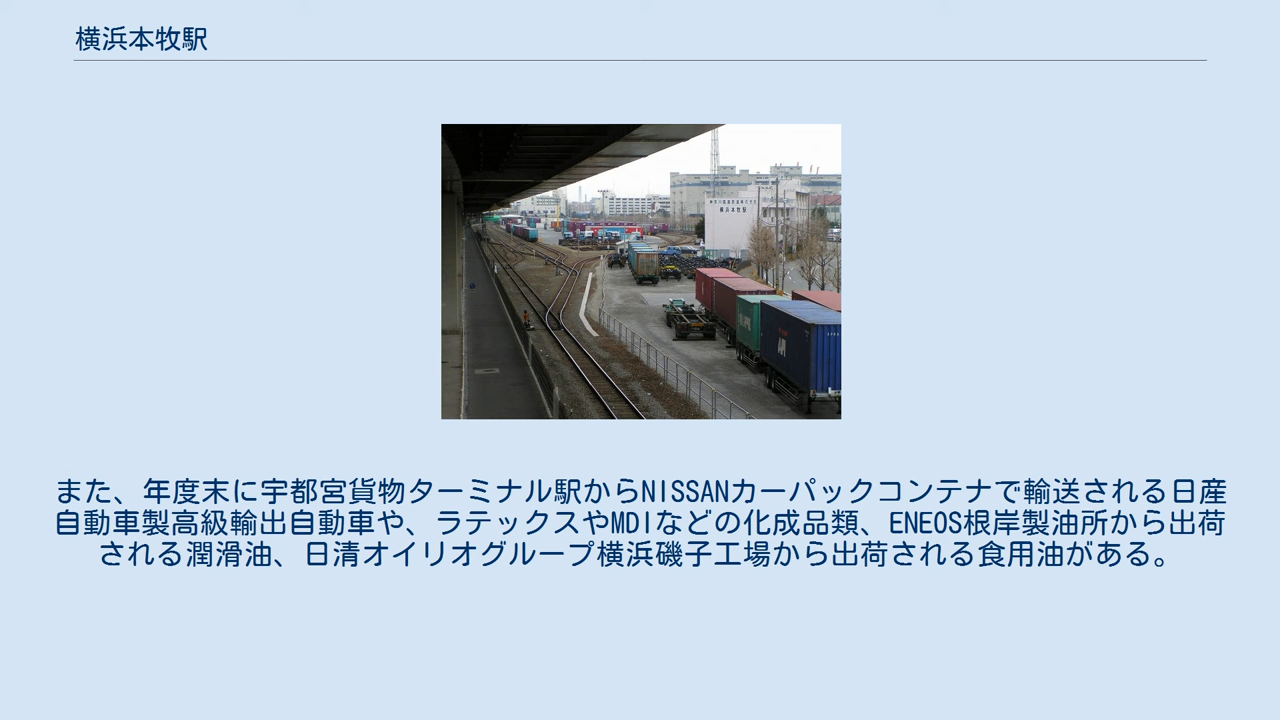 横浜本牧駅
横浜本牧駅
また、年度末に宇都宮貨物ターミナル駅からNISSANカーパックコンテナで輸送される日産
自動車製高級輸出自動車や、ラテックスやMDIなどの化成品類、ENEOS根岸製油所から出荷
される潤滑油、日清オイリオグループ横浜磯子工場から出荷される食用油がある。